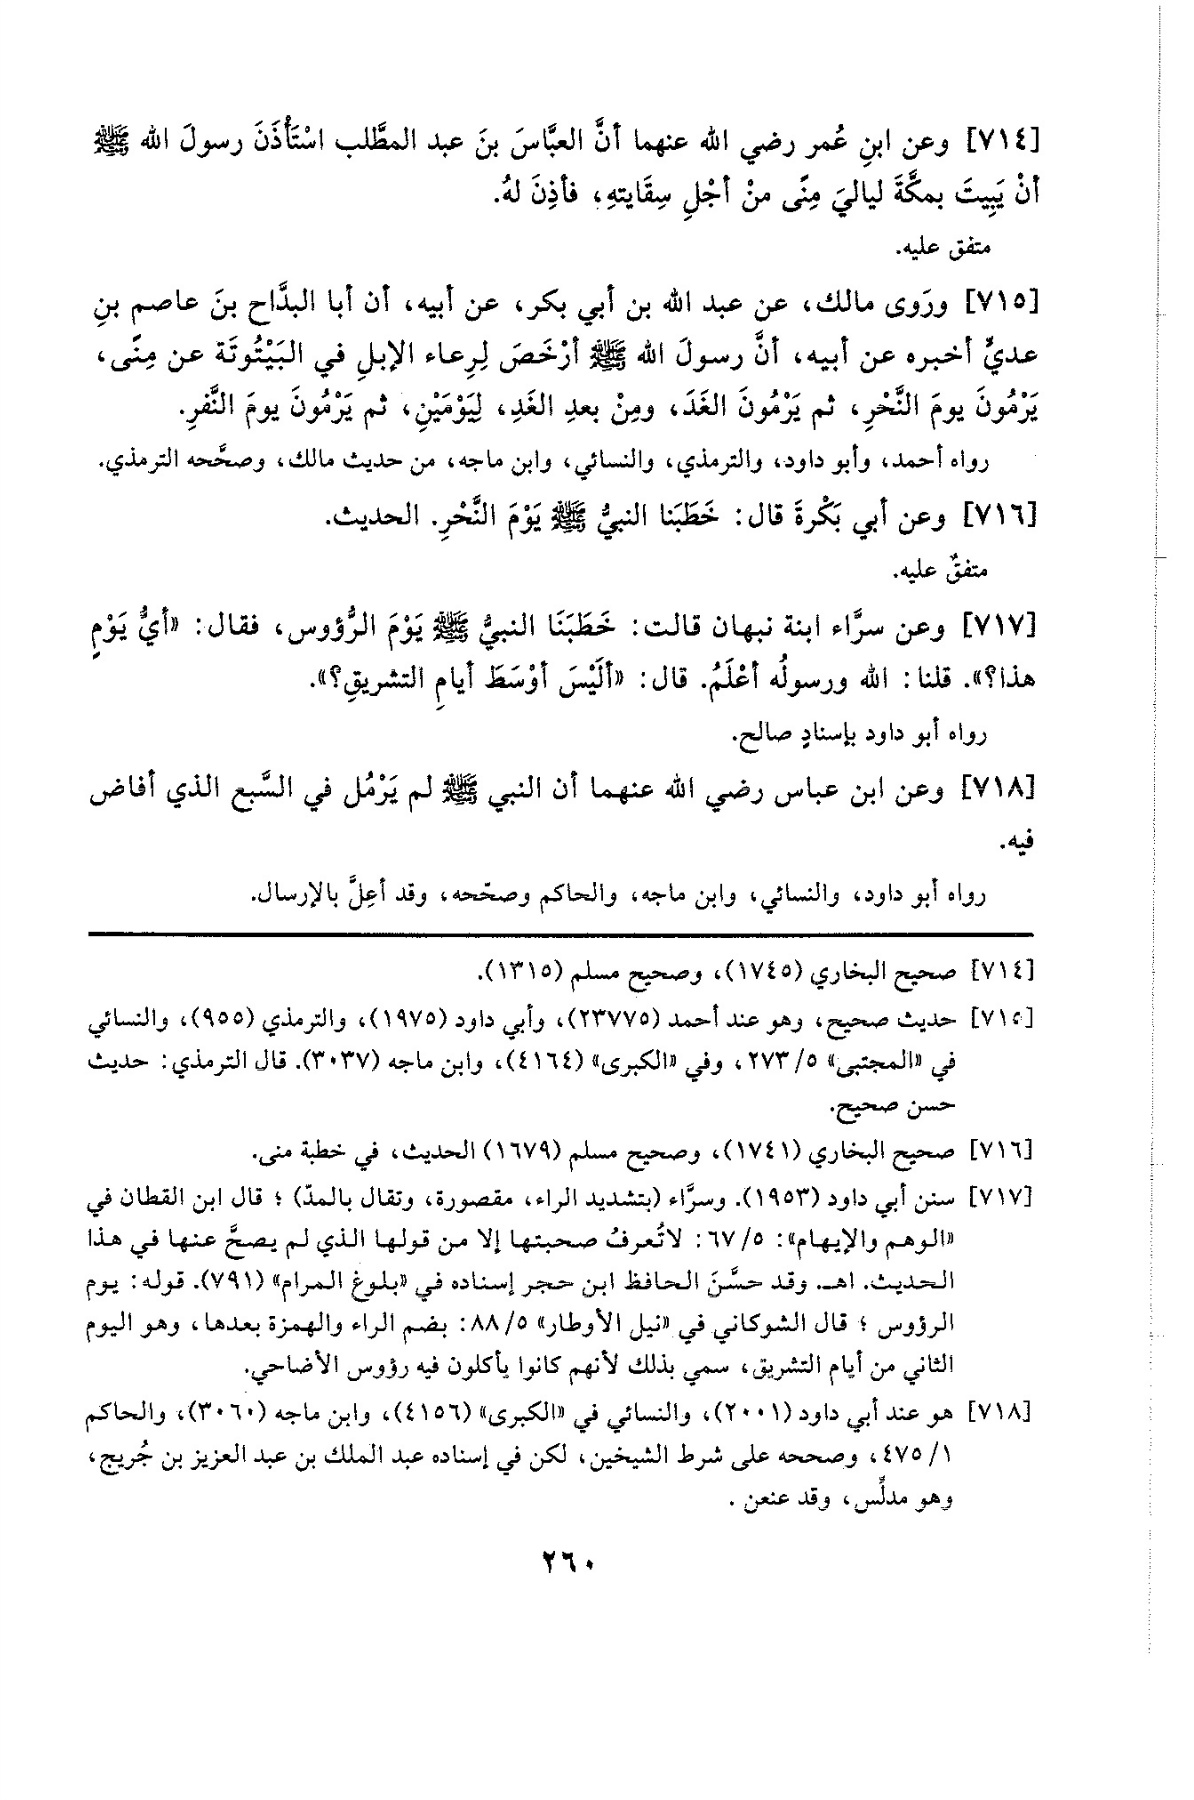 [٧١٤] وعن ابنِ عُمر رضي الله عنهما أنَّ العبَّاسَ بنَ عبد المطَّلب اسْتَأْذَنَ رسولَ الله ﷺ
أنْ يَبِيتَ بمكَّةَ لياليَ مِنًى منْ أجْلِ سِقَايتهِ، فأذِنَ لهُ.
متفق عليه.
[٧١٥] ورَوى مالك، عن عبد الله بن أبي بكر، عن أبيه، أن أبا البدَّاح بنَ عاصم بنِ
عديٍّ أخبره عن أبيه، أنَّ رسولَ الله ﷺ أرْخَصَ لِرِعاء الإبلِ في البَيْتُوتَة عن مِنًى،
يَرْمُونَ يومَ النَّحْرِ، ثم يَرْمُونَ الغَدَ، ومِنْ بعدِ الغَدِ، لِيَوْمَيْنِ، ثم يَرْمُونَ يومَ النَّفرِ.
رواه أحمد، وأبو داود، والترمذي، والنسائي، وابن ماجه، من حديث مالك، وصحَّحه الترمذي.
[٧١٦] وعن أبي بَكْرةَ قال: خَطَبَنا النبيُّ ﷺ يَوْمَ النَّحْرِ. الحديث.
متفقٌ عليه.
[٧١٧] وعن سرَّاء ابنة نبهان قالت: خَطَبَنَا النبيُّ ﷺ يَوْمَ الرُّؤوس، فقال: «أيُّ يَوْمٍ
هذا؟». قلنا: الله ورسولُه أعْلَمُ. قال: «ألَيْسَ أوْسَطَ أيامِ التشريقِ؟».
رواه أبو داود بإسنادٍ صالح.
[٧١٨] وعن ابن عباس رضي الله عنهما أن النبي ﷺ لم يَرْمُل في السَّبع الذي أفاض
فيه.
رواه أبو داود، والنسائي، وابن ماجه، والحاكم وصحّحه، وقد أعِلَّ بالإرسال.
[٧١٤] صحيح البخاري (١٧٤٥)، وصحيح مسلم (١٣١٥).
[٧١٥] حديث صحيح، وهو عند أحمد (٢٣٧٧٥)، وأبي داود (١٩٧٥)، والترمذي (٩٥٥)، والنسائي
في «المجتبى» ٥/ ٢٧٣، وفي «الكبرى» (٤١٦٤)، وابن ماجه (٣٠٣٧). قال الترمذي: حديث
حسن صحيح.
[٧١٦] صحيح البخاري (١٧٤١)، وصحيح مسلم (١٦٧٩) الحديث، في خطبة منى.
[٧١٧] سنن أبي داود (١٩٥٣). وسرَّاء (بتشديد الراء، مقصورة، وتقال بالمدّ) ؛ قال ابن القطان في
«الوهم والإيهام»: ٥/ ٦٧: لاتُعرفُ صحبتها إلا من قولها الذي لم يصحَّ عنها في هذا
الحديث. اهـ. وقد حسَّنَ الحافظ ابن حجر إسناده في «بلوغ المرام» (٧٩١). قوله: يوم
الرؤوس ؛ قال الشوكاني في «نيل الأوطار» ٥/ ٨٨: بضم الراء والهمزة بعدها، وهو اليوم
الثاني من أيام التشريق، سمي بذلك لأنهم كانوا يأكلون فيه رؤوس الأضاحي.
[٧١٨] هو عند أبي داود (٢٠٠١)، والنسائي في «الكبرى» (٤١٥٦)، وابن ماجه (٣٠٦٠)، والحاكم
١/ ٤٧٥، وصححه على شرط الشيخين، لكن في إسناده عبد الملك بن عبد العزيز بن جُريج،
وهو مدلِّس، وقد عنعن .
٢٦٠